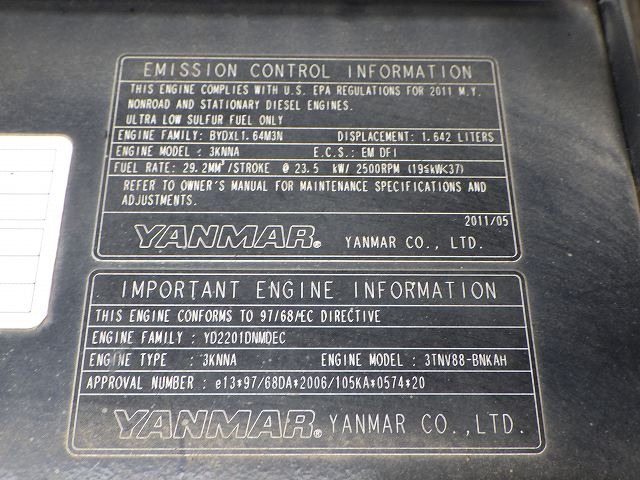 EMISSION CONTROL INFORMATION
THIS ENGINE COMPLIES WITH U.S. EPA REGULATIONS FOR 2011 M.Y.
NONROAD AND STATIONARY DIESEL ENGINES.
ULTRA LOW SULFUR FUEL ONLY
ENGINE FAMILY: BYDXL1.64M3N DISPLACEMENT: 1.642 LITERS
ENGINE MODEL : 3KNNA E.C.S.: EM DFI
FUEL RATE: 29.2MM³/STROKE @ 23.5 kW/ 2500RPM (19≤kW<37)
REFER TO OWNER'S MANUAL FOR MAINTENANCE SPECIFICATIONS AND
ADJUSTMENTS.
2011/05
YANMAR® YANMAR CO., LTD.
IMPORTANT ENGINE INFORMATION
THIS ENGINE CONFORMS TO 97/68/EC DIRECTIVE
ENGINE FAMILY : YD2201DNMDEC
ENGINE TYPE : 3KNNA ENGINE MODEL : 3TNV88-BNKAH
APPROVAL NUMBER : e13*97/68DA*2006/105KA*0574*20
YANMAR® YANMAR CO.,LTD.